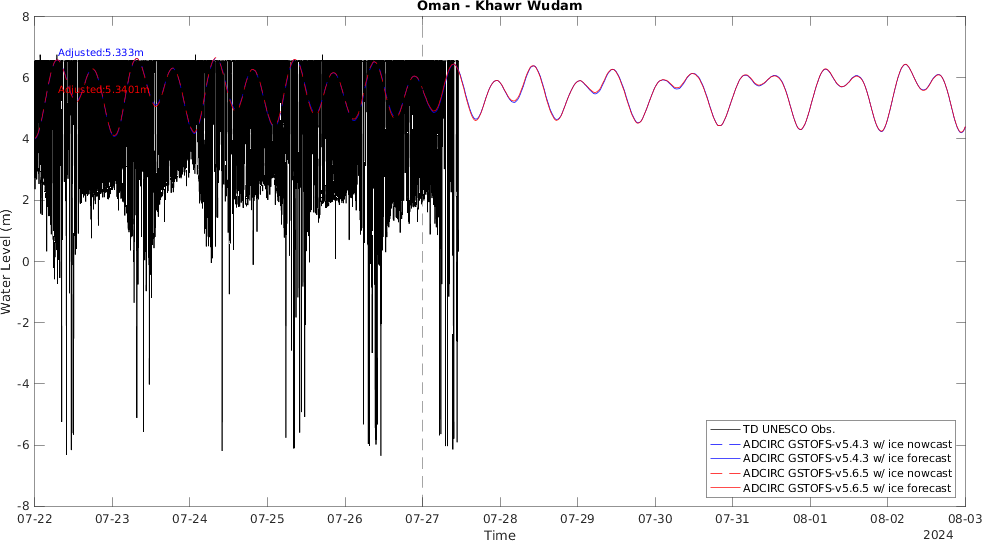 Oman - Khawr Wudam
8
6
4
2
0
-2
-4
-6
-8
Water Level (m)
Adjusted:5.333m
Adjusted:5.3401m
TD UNESCO Obs.
ADCIRC GSTOFS-v5.4.3 w/ ice nowcast
ADCIRC GSTOFS-v5.4.3 w/ ice forecast
ADCIRC GSTOFS-v5.6.5 w/ ice nowcast
ADCIRC GSTOFS-v5.6.5 w/ ice forecast
07-22 07-23 07-24 07-25 07-26 07-27 07-28 07-29 07-30 07-31 08-01 08-02 08-03
Time
2024